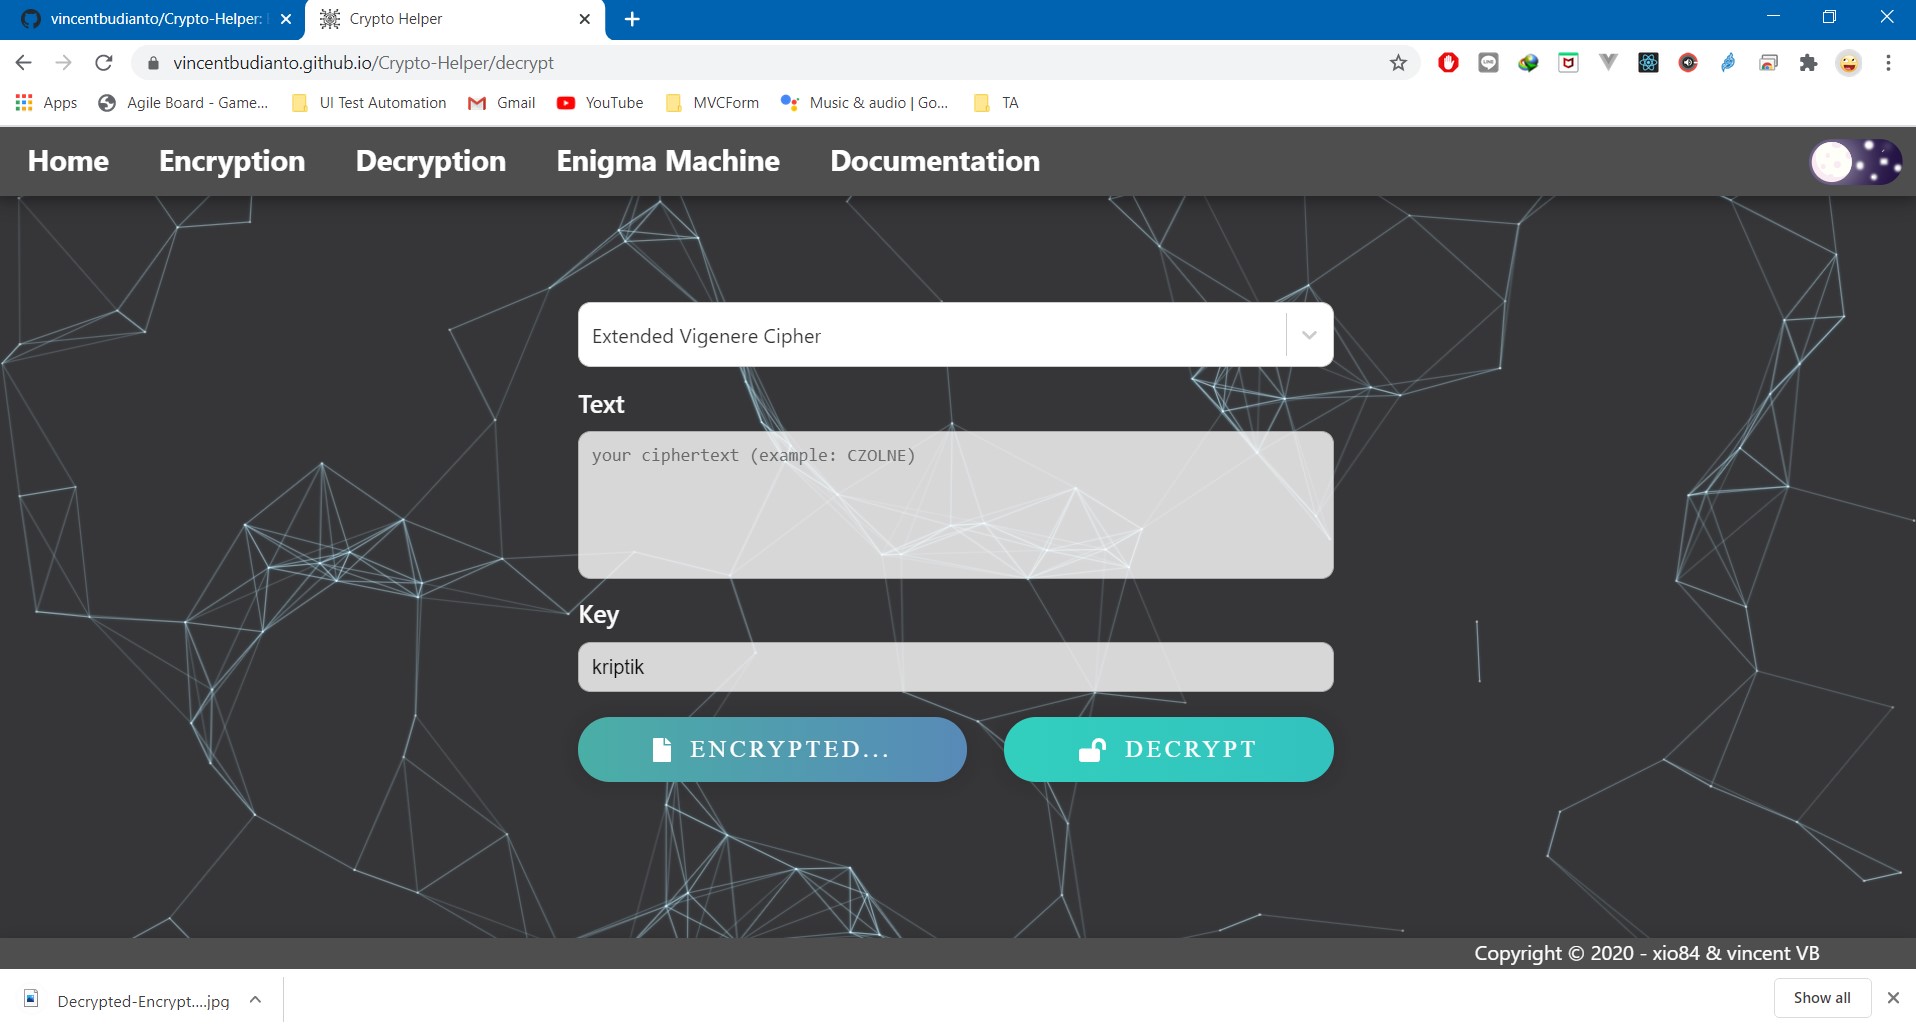 vincentbudianto/Crypto-Helper:
Crypto Helper
vincentbudianto.github.io/Crypto-Helper/decrypt
Apps
Agile Board - Game...
UI Test Automation
Gmail
YouTube
MVCForm
Music & audio | Go...
TA
Home
Encryption
Decryption
Enigma Machine
Documentation
Extended Vigenere Cipher
Text
your ciphertext (example: CZOLNE)
Key
kriptik
ENCRYPTED...
DECRYPT
Copyright © 2020 - xio84 & vincent VB
Decrypted-Encrypt....jpg
Show all